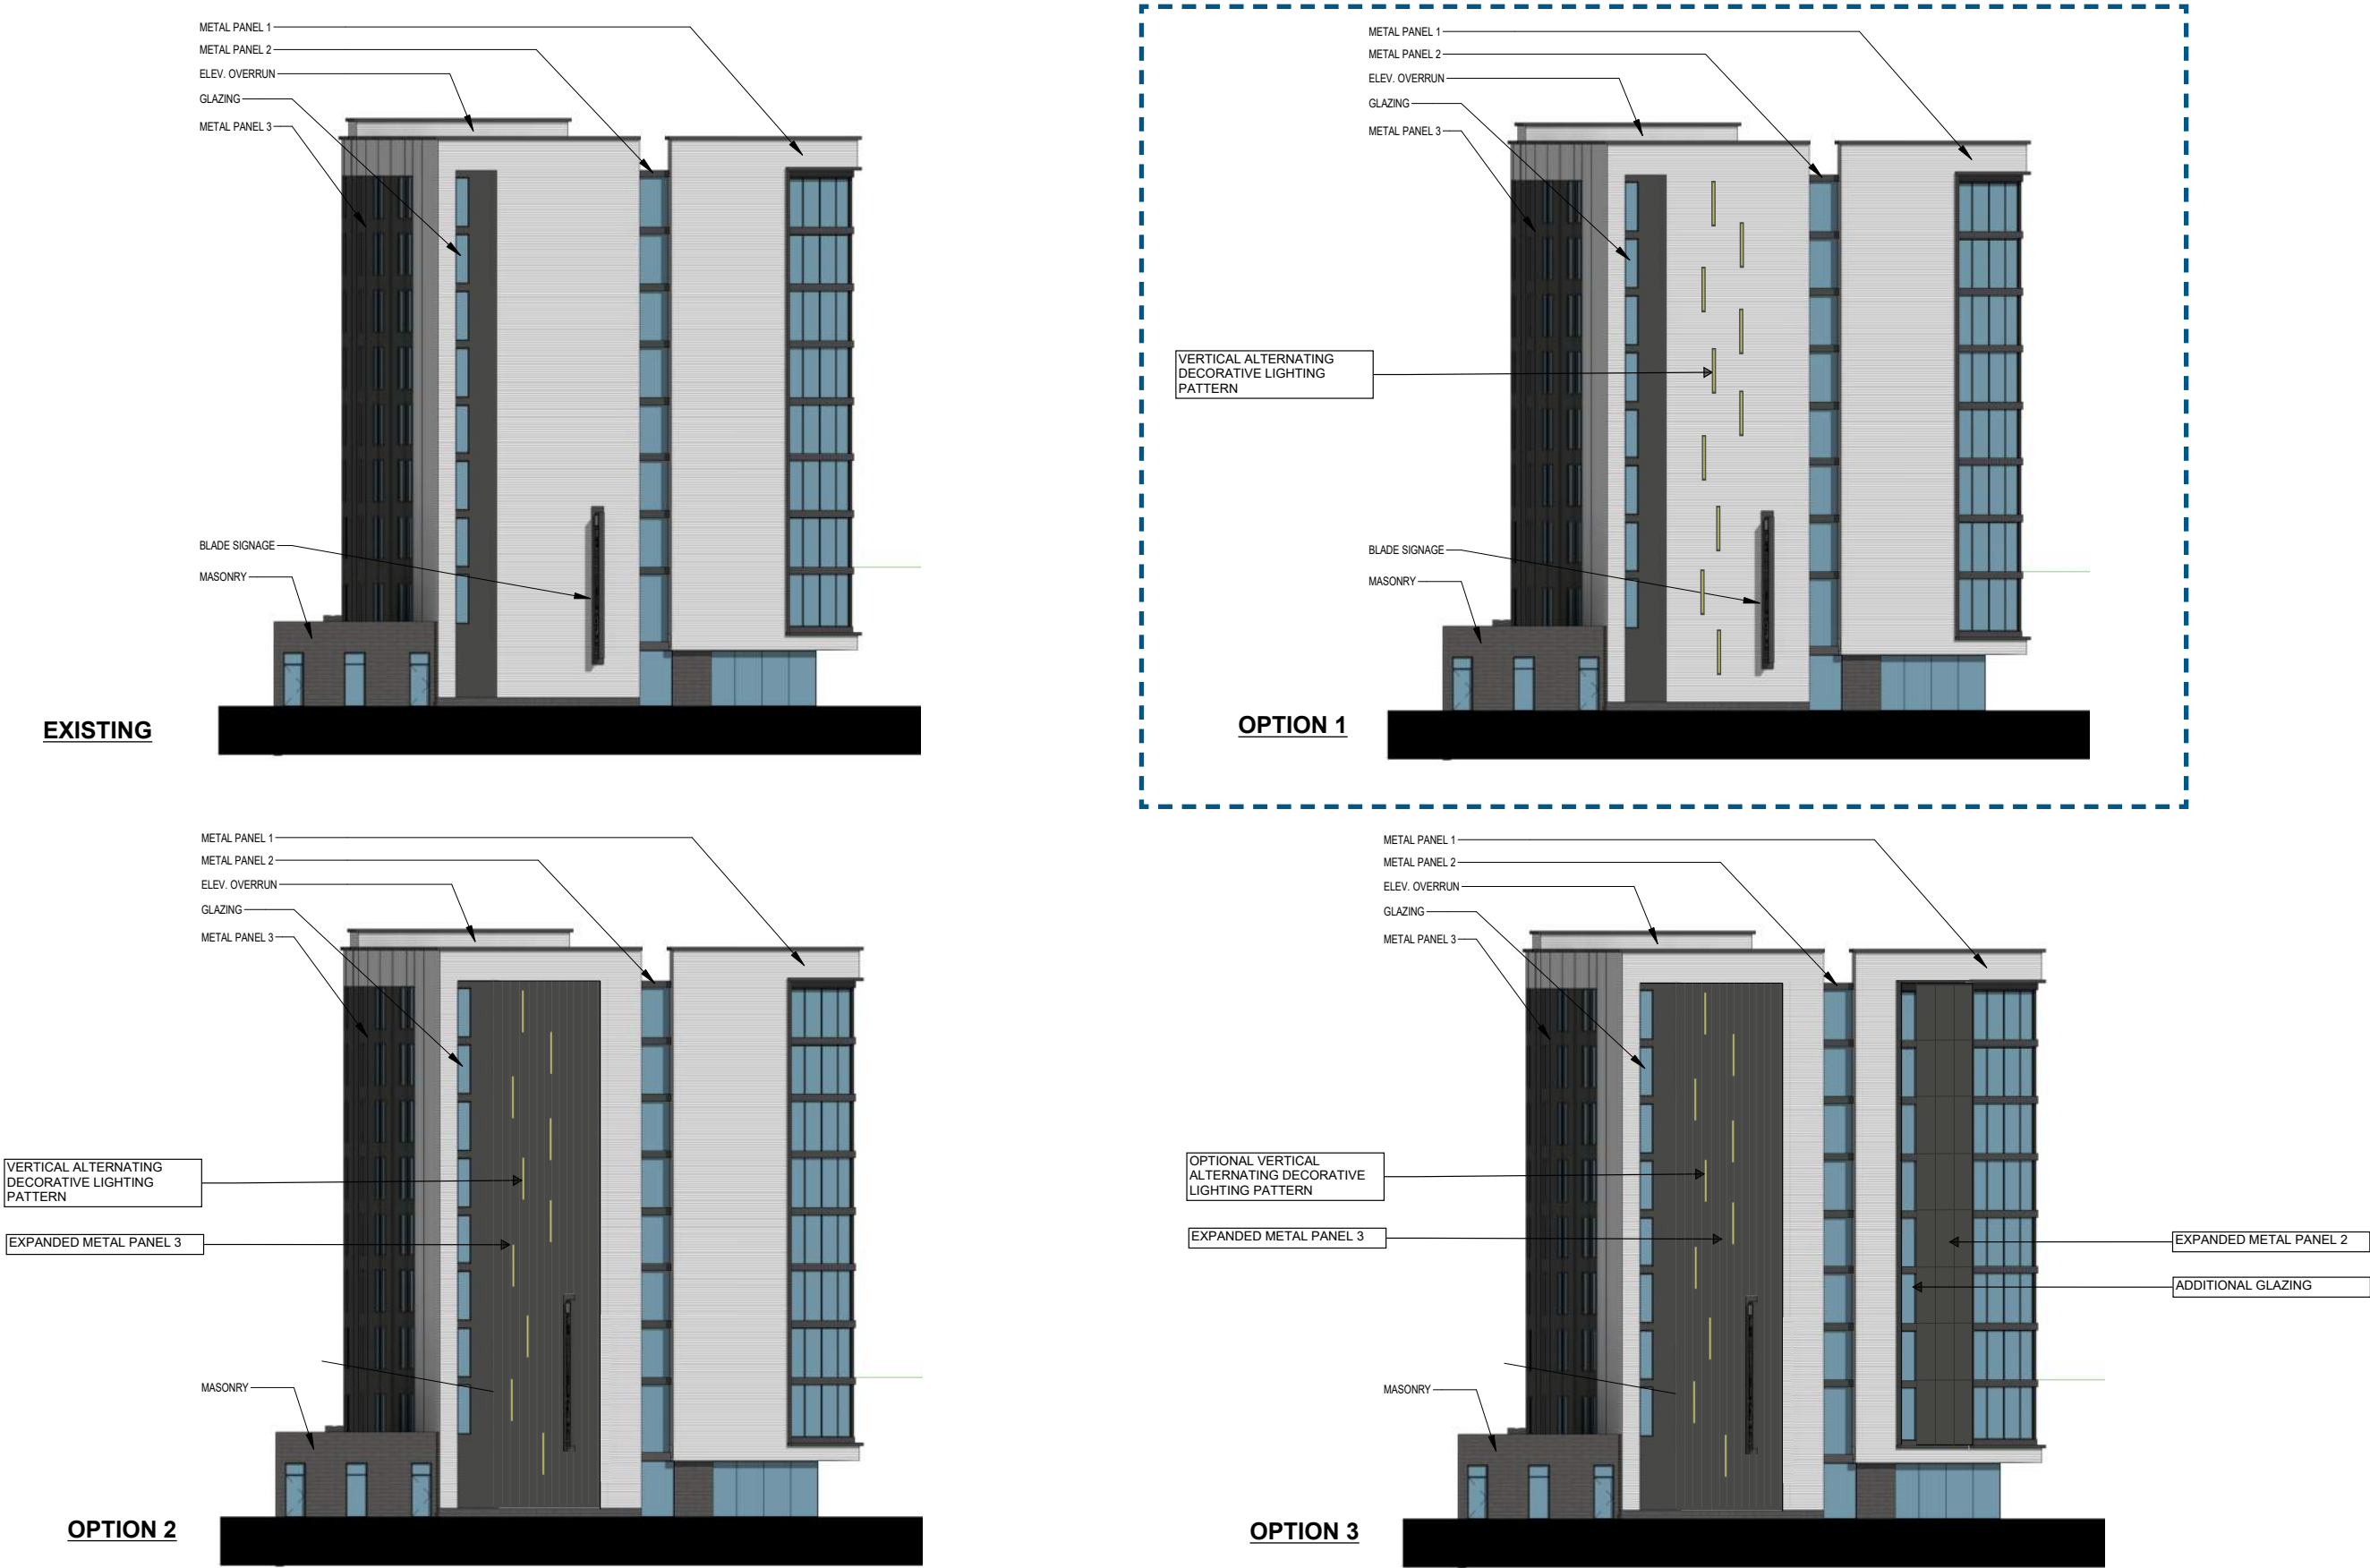 METAL PANEL 1
METAL PANEL 2
ELEV. OVERRUN
GLAZING
METAL PANEL 3
BLADE SIGNAGE
MASONRY
EXISTING
METAL PANEL 1
METAL PANEL 2
ELEV. OVERRUN
GLAZING
METAL PANEL 3
VERTICAL ALTERNATING
DECORATIVE LIGHTING
PATTERN
BLADE SIGNAGE
MASONRY
OPTION 1
METAL PANEL 1
METAL PANEL 2
ELEV. OVERRUN
GLAZING
METAL PANEL 3
VERTICAL ALTERNATING
DECORATIVE LIGHTING
PATTERN
EXPANDED METAL PANEL 3
MASONRY
OPTION 2
METAL PANEL 1
METAL PANEL 2
ELEV. OVERRUN
GLAZING
METAL PANEL 3
OPTIONAL VERTICAL
ALTERNATING DECORATIVE
LIGHTING PATTERN
EXPANDED METAL PANEL 3
EXPANDED METAL PANEL 2
ADDITIONAL GLAZING
MASONRY
OPTION 3